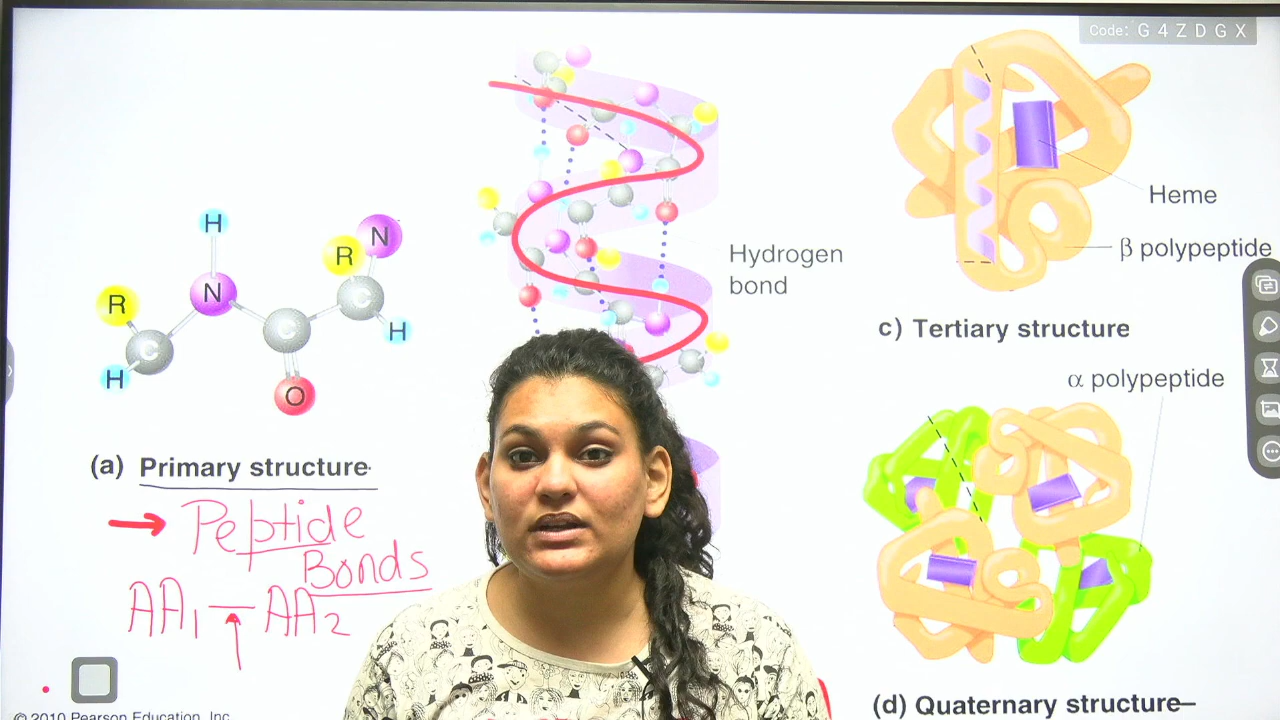 Code: G 4 Z D G X
H
N
R
N
R
C
C
C
H
H
O
Hydrogen
bond
Heme
β polypeptide
c) Tertiary structure
α polypeptide
(a) Primary structure
→ Peptide
Bonds
AA1 — AA2
(d) Quaternary structure
© 2010 Pearson Education, Inc.